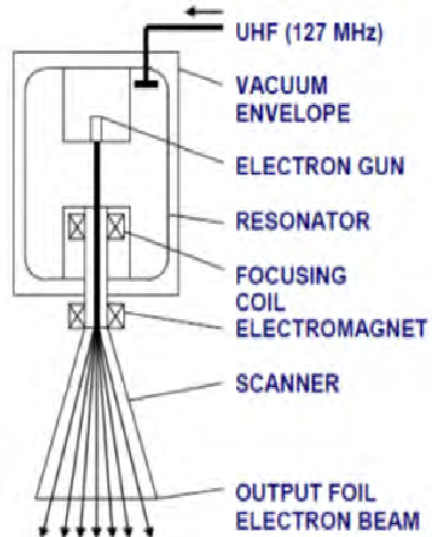 UHF (127 MHz)
VACUUM
ENVELOPE
ELECTRON GUN
RESONATOR
FOCUSING
COIL
ELECTROMAGNET
SCANNER
OUTPUT FOIL
ELECTRON BEAM